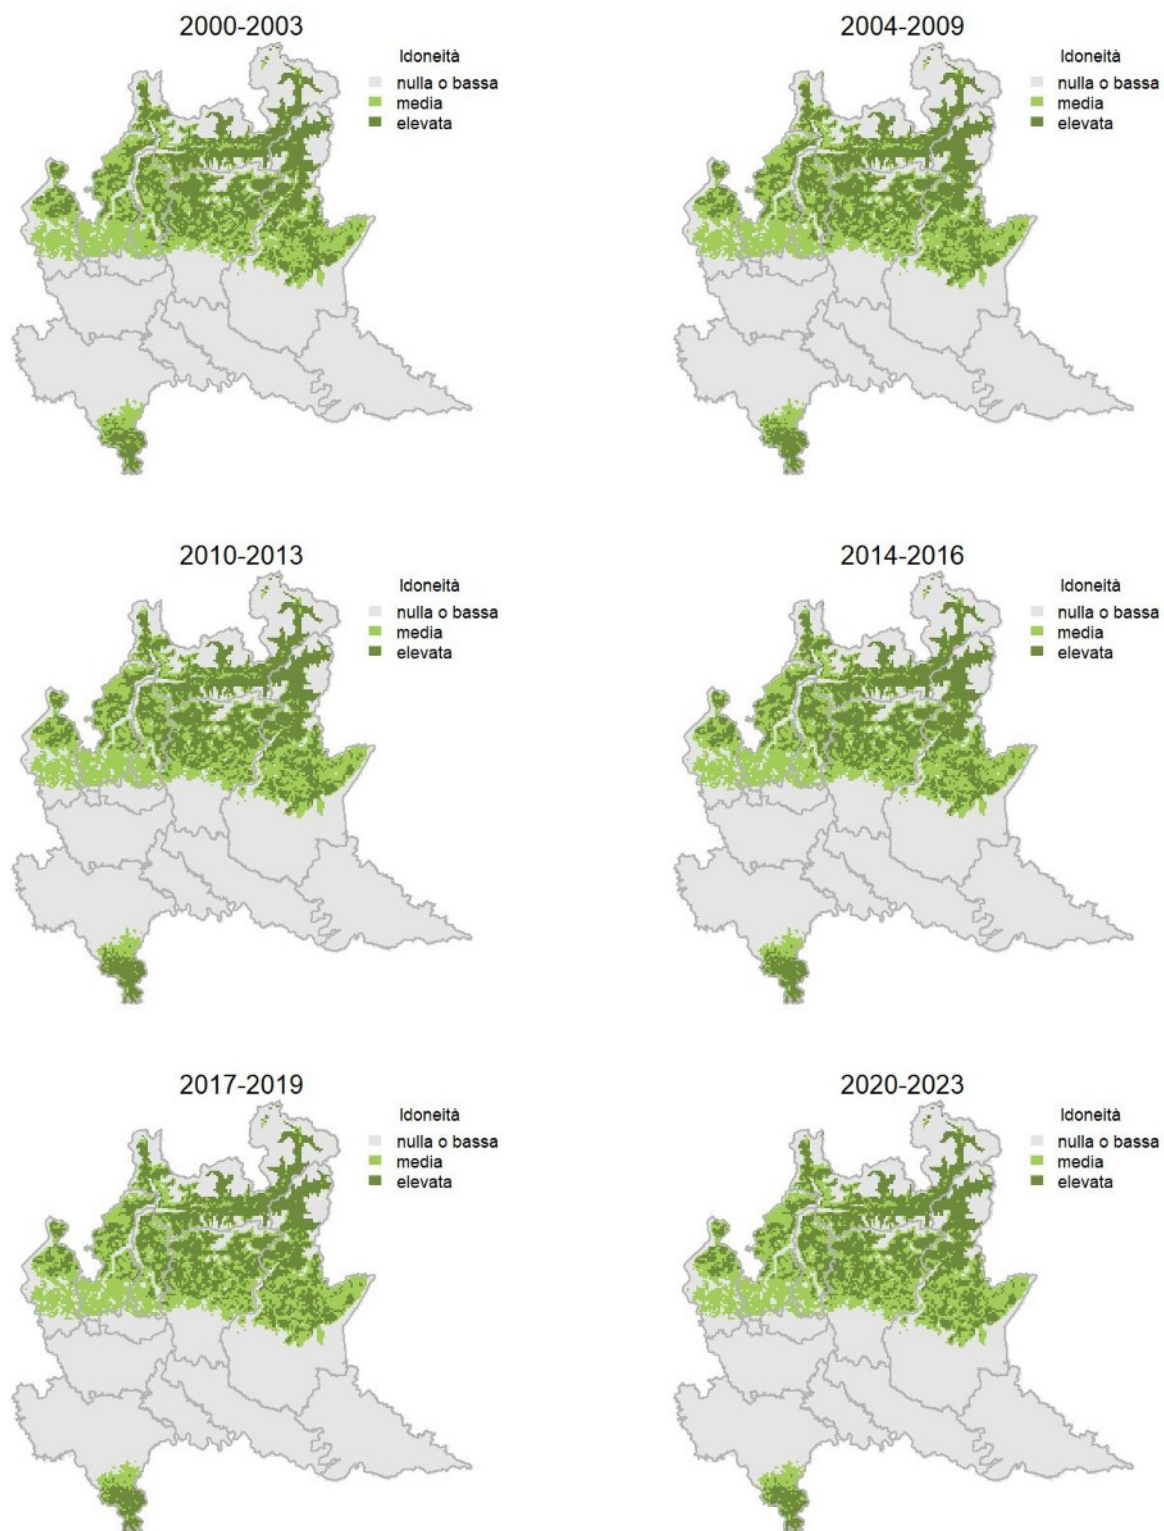 2000-2003
Idoneità
nulla o bassa
media
elevata
2004-2009
Idoneità
nulla o bassa
media
elevata
2010-2013
Idoneità
nulla o bassa
media
elevata
2014-2016
Idoneità
nulla o bassa
media
elevata
2017-2019
Idoneità
nulla o bassa
media
elevata
2020-2023
Idoneità
nulla o bassa
media
elevata